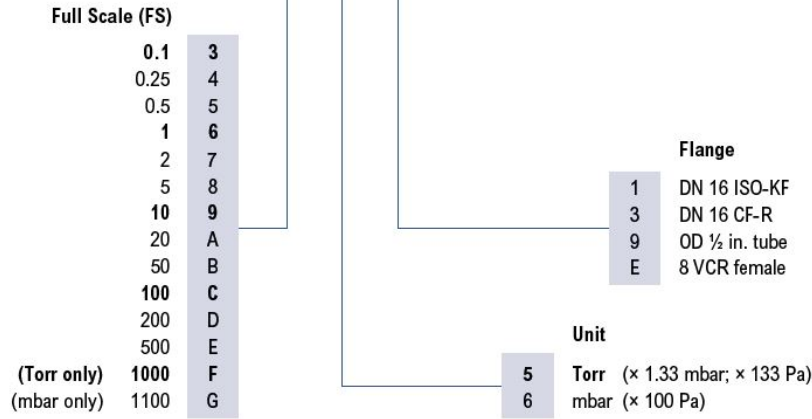 Full Scale (FS)
0.1 3
0.25 4
0.5 5
1 6
2 7
5 8
10 9
20 A
50 B
100 C
200 D
500 E
(Torr only) 1000 F
(mbar only) 1100 G
Flange
1 DN 16 ISO-KF
3 DN 16 CF-R
9 OD ½ in. tube
E 8 VCR female
Unit
5 Torr (× 1.33 mbar; × 133 Pa)
6 mbar (× 100 Pa)